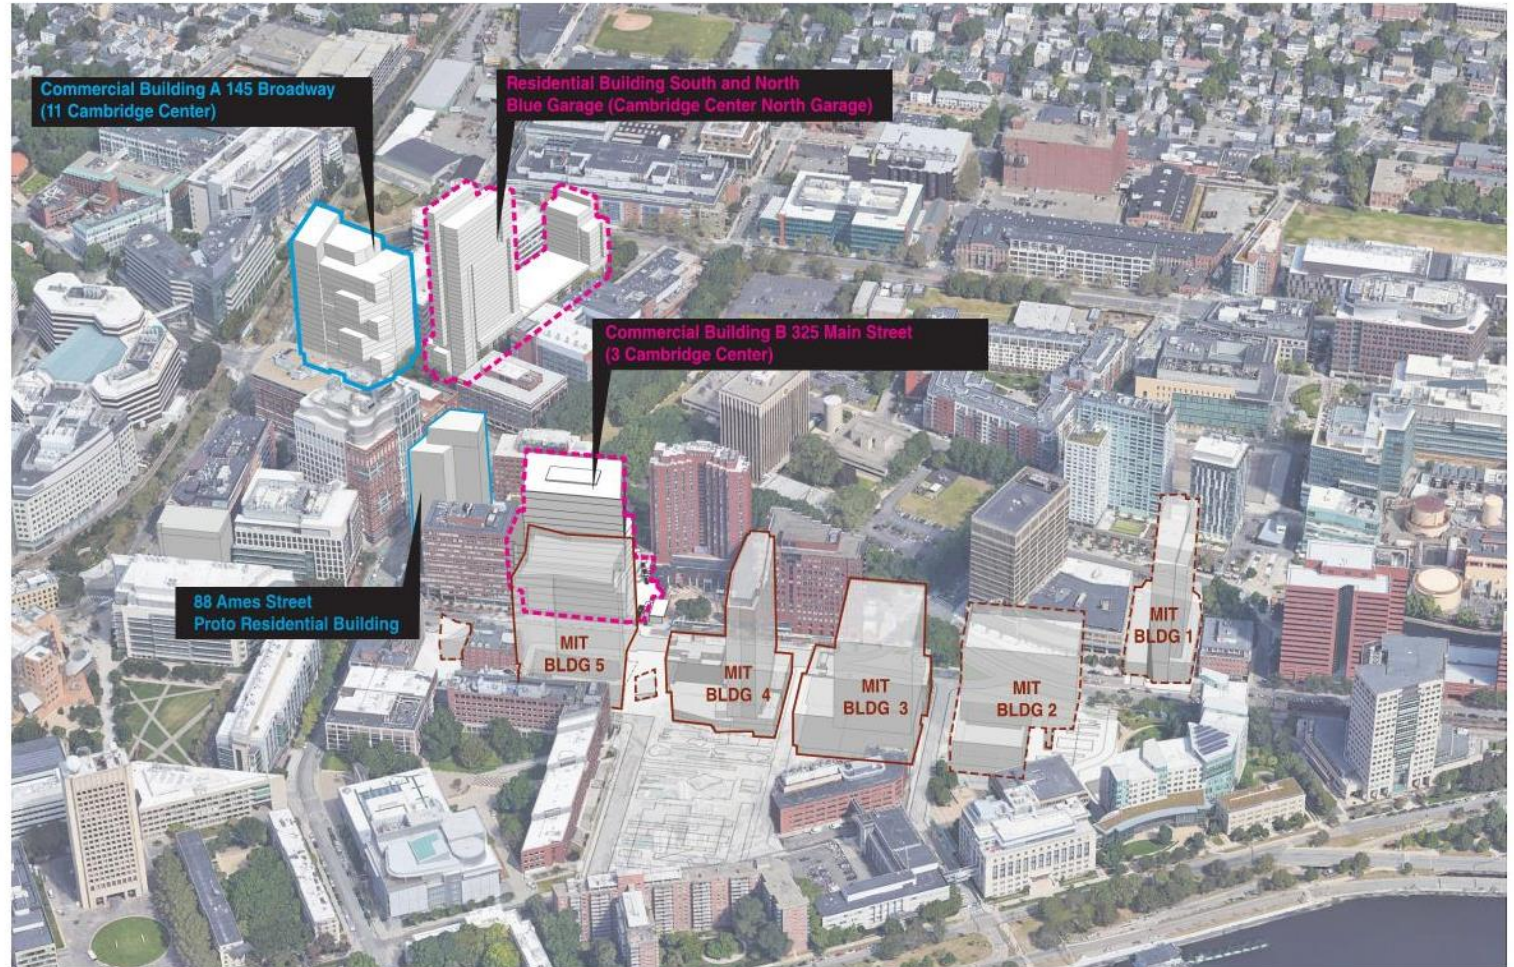 Commercial Building A 145 Broadway
(11 Cambridge Center)
Residential Building South and North
Blue Garage (Cambridge Center North Garage)
Commercial Building B 325 Main Street
(3 Cambridge Center)
88 Ames Street
Proto Residential Building
MIT
BLDG 5
MIT
BLDG 4
MIT
BLDG 3
MIT
BLDG 2
MIT
BLDG 1